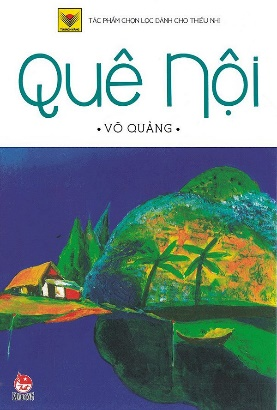 TÁC PHẨM CHỌN LỌC DÀNH CHO THIẾU NHI
Quê Nội
• VÕ QUẢNG •